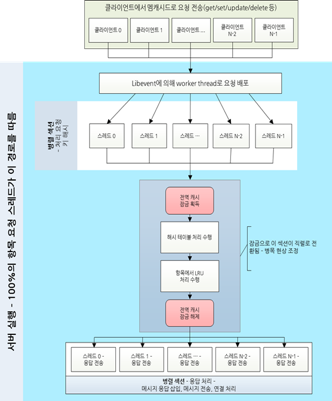 클라이언트에서 멤캐시드로 요청 전송(get/set/update/delete 등)
클라이언트 0
클라이언트 1
클라이언트 ....
클라이언트
N-2
클라이언트
N-1
Libevent에 의해 worker thread로 요청 배포
병렬 섹션
- 처리 요청
키 해시
스레드 0
스레드 1
스레드 ...
스레드 N-2
스레드 N-1
서버 실행 - 100%의 항목 요청 스레드가 이 경로를 따름
전역 캐시
잠금 획득
해시 테이블 처리 수행
항목에서 LRU
처리 수행
전역 캐시
잠금 해제
잠금으로 이 섹션이 직렬로 전
환됨 - 병목 현상 조정
스레드 0 -
응답 전송
스레드 1 -
응답 전송
스레드 ... -
응답 전송
스레드 N-2 -
응답 전송
스레드 N-1 -
응답 전송
병렬 섹션 - 응답 처리 -
메시지 응답 삽입, 메시지 전송, 연결 처리